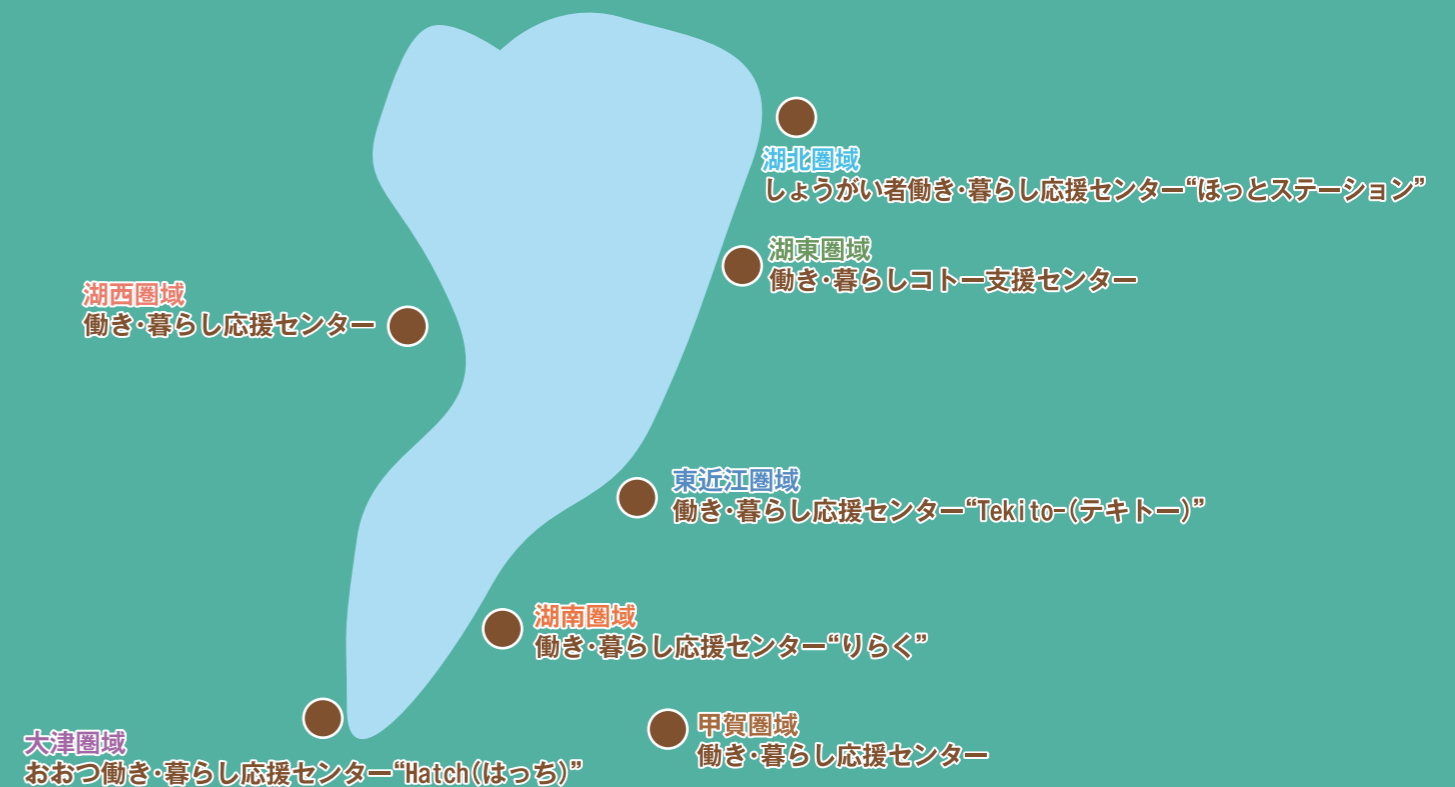 湖北圏域
しょうがい者働き・暮らし応援センター“ほっとステーション”
湖東圏域
働き・暮らしコトー支援センター
湖西圏域
働き・暮らし応援センター
東近江圏域
働き・暮らし応援センター“Tekito-(テキトー)”
湖南圏域
働き・暮らし応援センター“りらく”
甲賀圏域
働き・暮らし応援センター
大津圏域
おおつ働き・暮らし応援センター“Hatch(はっち)”